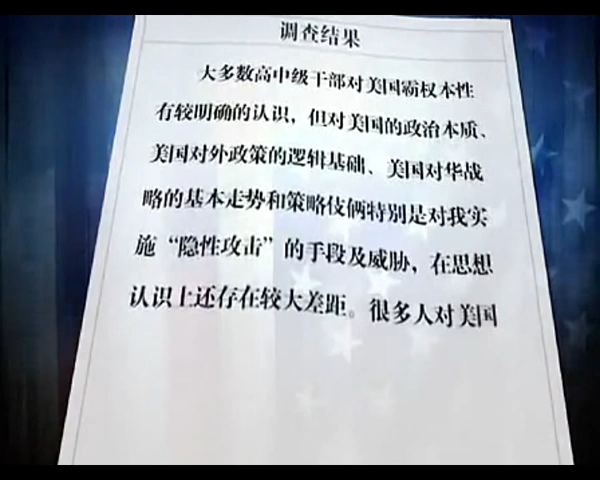 调查结果
大多数高中级干部对美国霸权本性
有较明确的认识，但对美国的政治本质、
美国对外政策的逻辑基础、美国对华战
略的基本走势和策略伎俩特别是对我实
施“隐性攻击”的手段及威胁，在思想
认识上还存在较大差距。很多人对美国